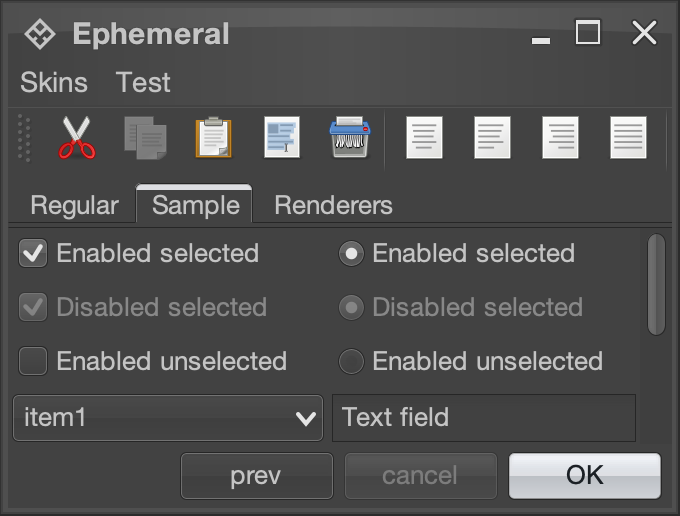 Ephemeral
Skins Test
Regular Sample Renderers
Enabled selected Enabled selected
Disabled selected Disabled selected
Enabled unselected Enabled unselected
item1 Text field
prev cancel OK